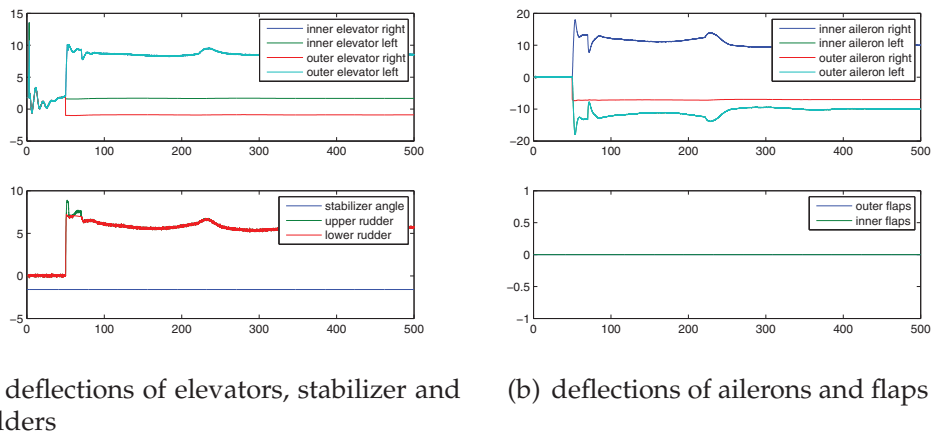 15
10
5
0
−5
0
100
200
300
400
500
inner elevator right
inner elevator left
outer elevator right
outer elevator left
20
10
0
−10
−20
0
100
200
300
400
500
inner aileron right
inner aileron left
outer aileron right
outer aileron left
10
5
0
−5
0
100
200
300
400
500
stabilizer angle
upper rudder
lower rudder
1
0.5
0
−0.5
−1
0
100
200
300
400
500
outer flaps
inner flaps
deflections of elevators, stabilizer and
(b) deflections of ailerons and flaps